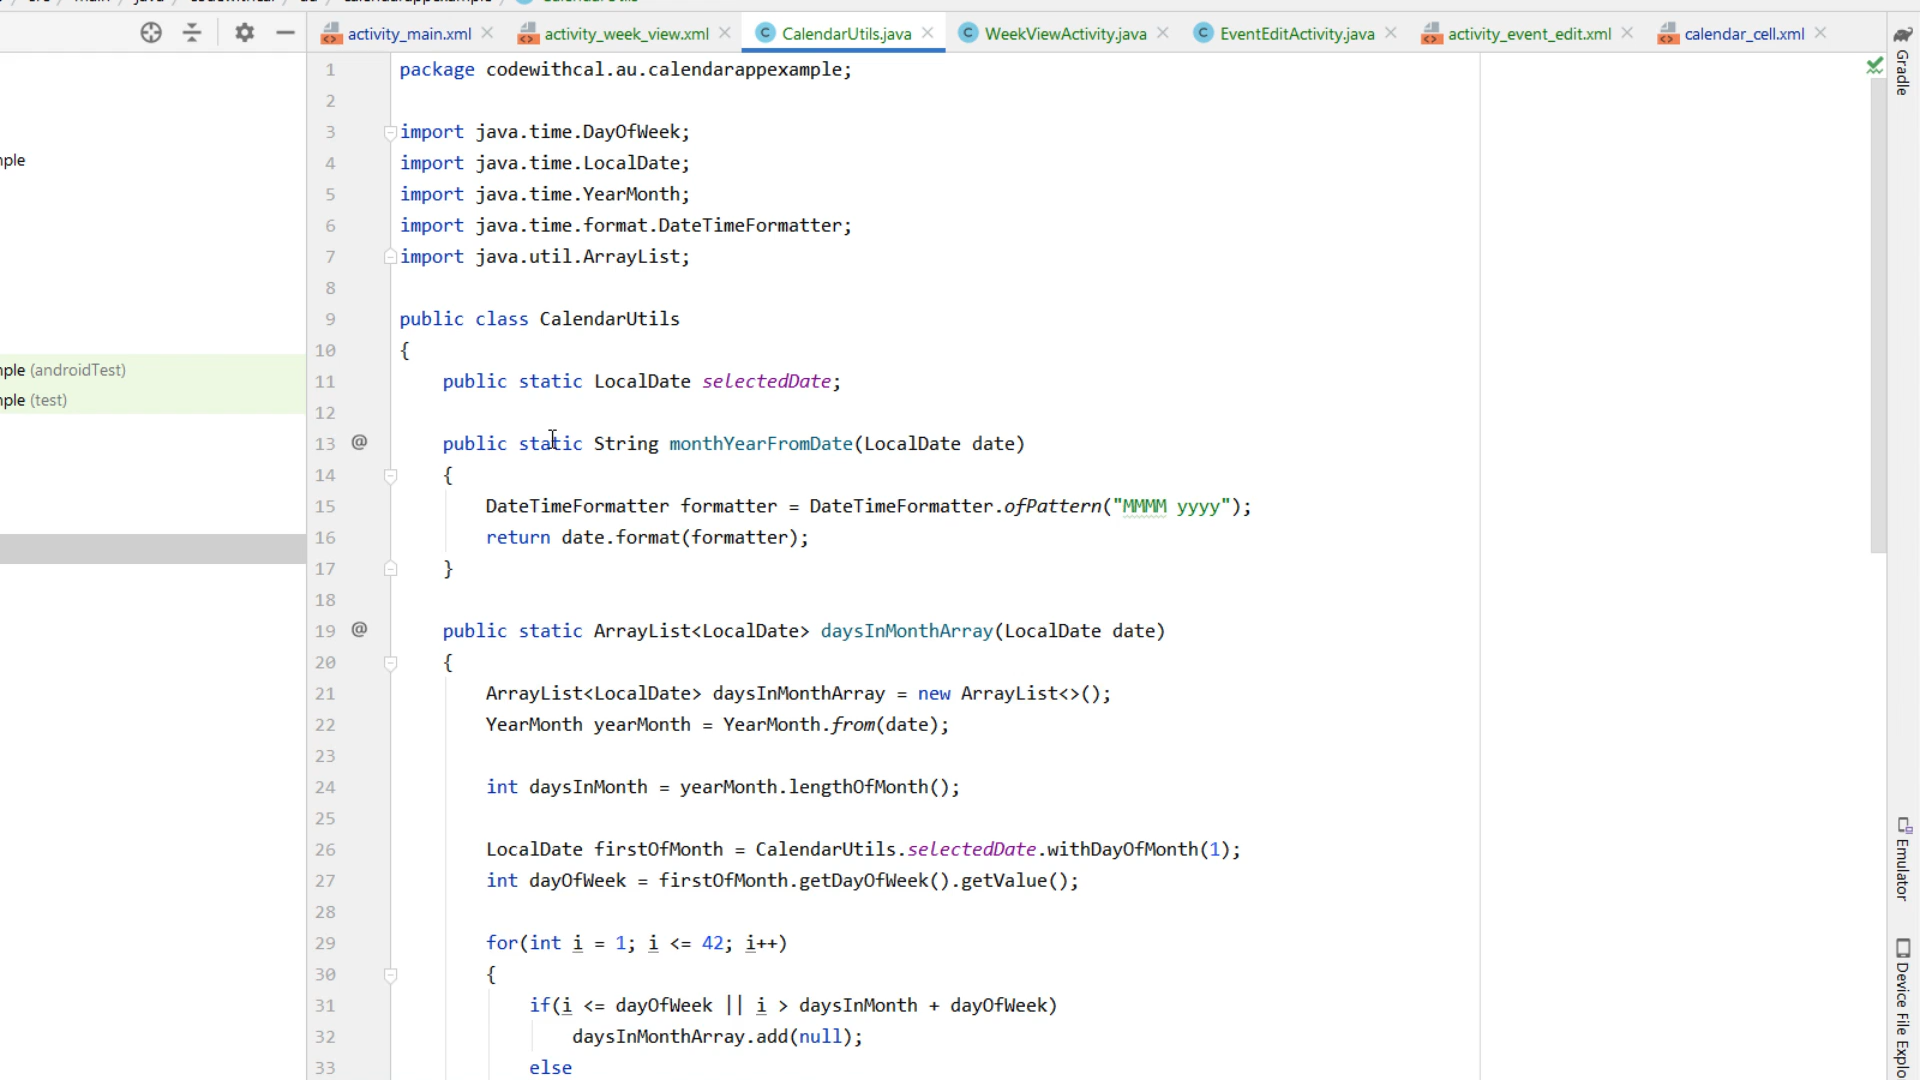 activity_main.xml
activity_week_view.xml
CalendarUtils.java
WeekViewActivity.java
EventEditActivity.java
activity_event_edit.xml
calendar_cell.xml
Gradle
mple
mple (androidTest)
mple (test)
1 package codewithcal.au.calendarappexample;
2
3 import java.time.DayOfWeek;
4 import java.time.LocalDate;
5 import java.time.YearMonth;
6 import java.time.format.DateTimeFormatter;
7 import java.util.ArrayList;
8
9 public class CalendarUtils
10 {
11 public static LocalDate selectedDate;
12
13 @ public static String monthYearFromDate(LocalDate date)
14 {
15 DateTimeFormatter formatter = DateTimeFormatter.ofPattern("MMMM yyyy");
16 return date.format(formatter);
17 }
18
19 @ public static ArrayList<LocalDate> daysInMonthArray(LocalDate date)
20 {
21 ArrayList<LocalDate> daysInMonthArray = new ArrayList<>();
22 YearMonth yearMonth = YearMonth.from(date);
23
24 int daysInMonth = yearMonth.lengthOfMonth();
25
26 LocalDate firstOfMonth = CalendarUtils.selectedDate.withDayOfMonth(1);
27 int dayOfWeek = firstOfMonth.getDayOfWeek().getValue();
28
29 for(int i = 1; i <= 42; i++)
30 {
31 if(i <= dayOfWeek || i > daysInMonth + dayOfWeek)
32 daysInMonthArray.add(null);
33 else
Emulator
Device File Explo